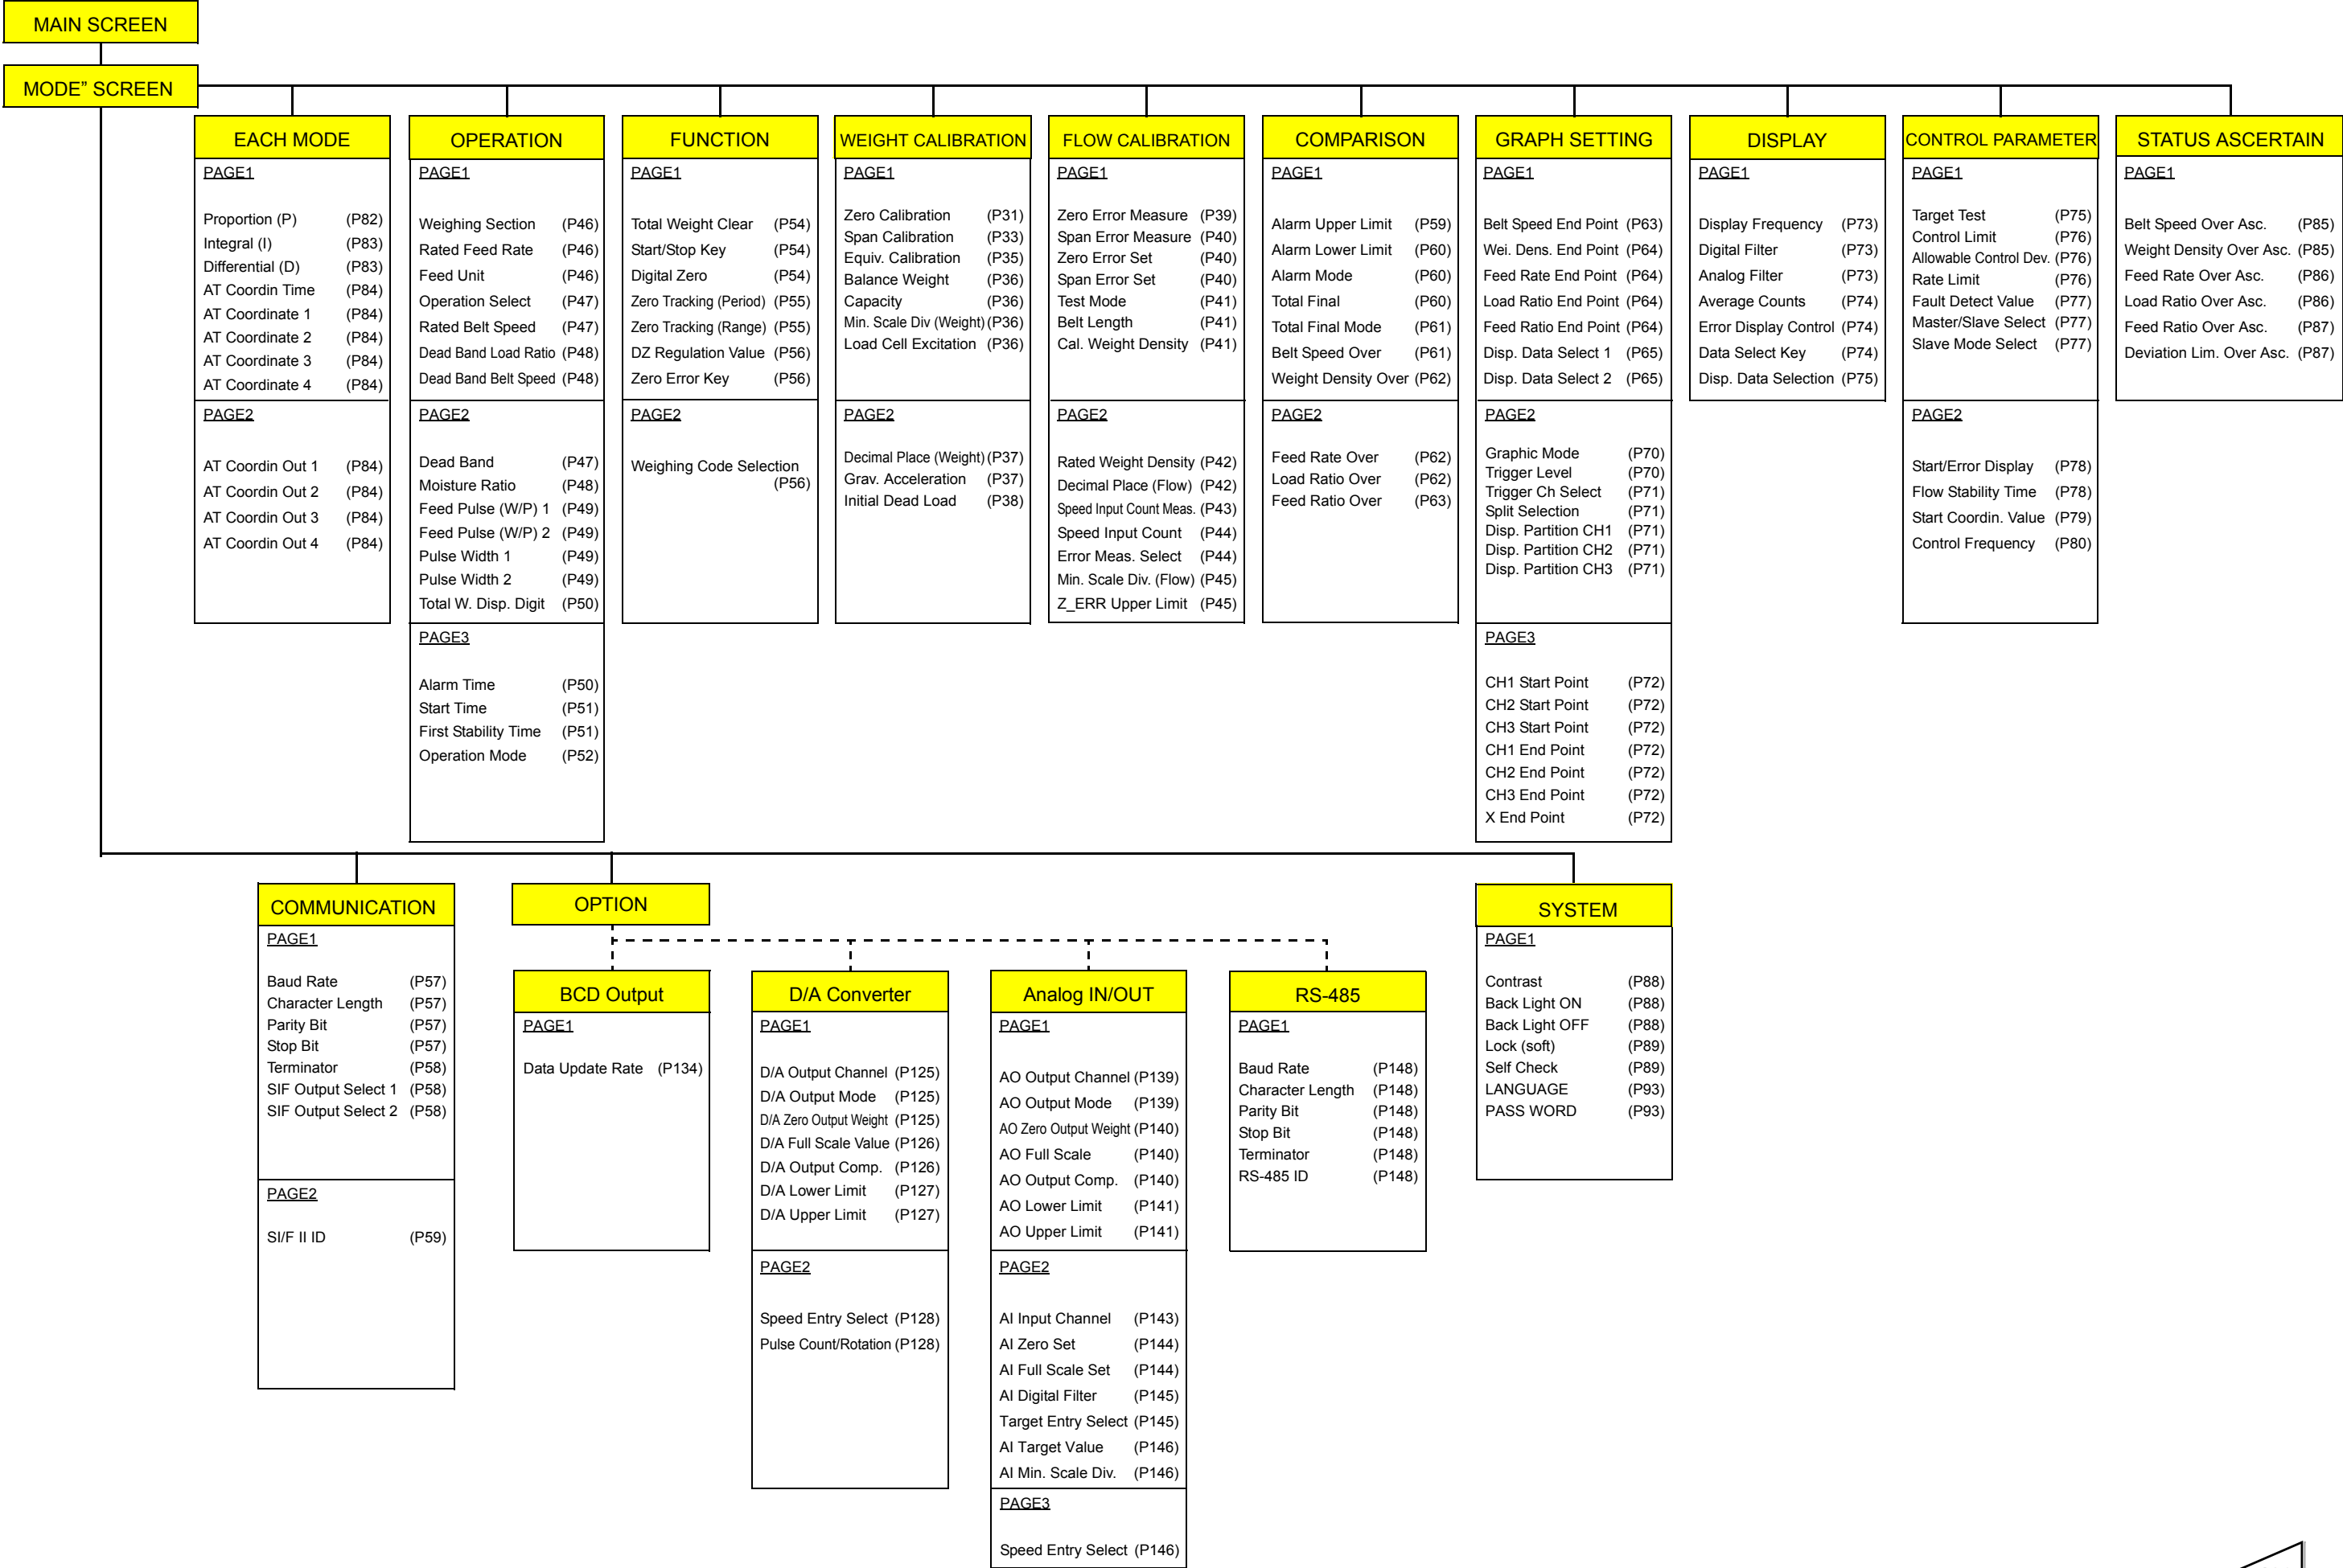 MAIN SCREEN
MODE” SCREEN
EACH MODE
PAGE1
Proportion (P) (P82)
Integral (I) (P83)
Differential (D) (P83)
AT Coordin Time (P84)
AT Coordinate 1 (P84)
AT Coordinate 2 (P84)
AT Coordinate 3 (P84)
AT Coordinate 4 (P84)
PAGE2
AT Coordin Out 1 (P84)
AT Coordin Out 2 (P84)
AT Coordin Out 3 (P84)
AT Coordin Out 4 (P84)
OPERATION
PAGE1
Weighing Section (P46)
Rated Feed Rate (P46)
Feed Unit (P46)
Operation Select (P47)
Rated Belt Speed (P47)
Dead Band Load Ratio (P48)
Dead Band Belt Speed (P48)
PAGE2
Dead Band (P47)
Moisture Ratio (P48)
Feed Pulse (W/P) 1 (P49)
Feed Pulse (W/P) 2 (P49)
Pulse Width 1 (P49)
Pulse Width 2 (P49)
Total W. Disp. Digit (P50)
PAGE3
Alarm Time (P50)
Start Time (P51)
First Stability Time (P51)
Operation Mode (P52)
FUNCTION
PAGE1
Total Weight Clear (P54)
Start/Stop Key (P54)
Digital Zero (P54)
Zero Tracking (Period) (P55)
Zero Tracking (Range) (P55)
DZ Regulation Value (P56)
Zero Error Key (P56)
PAGE2
Weighing Code Selection
(P56)
WEIGHT CALIBRATION
PAGE1
Zero Calibration (P31)
Span Calibration (P33)
Equiv. Calibration (P35)
Balance Weight (P36)
Capacity (P36)
Min. Scale Div (Weight) (P36)
Load Cell Excitation (P36)
PAGE2
Decimal Place (Weight) (P37)
Grav. Acceleration (P37)
Initial Dead Load (P38)
FLOW CALIBRATION
PAGE1
Zero Error Measure (P39)
Span Error Measure (P40)
Zero Error Set (P40)
Span Error Set (P40)
Test Mode (P41)
Belt Length (P41)
Cal. Weight Density (P41)
PAGE2
Rated Weight Density (P42)
Decimal Place (Flow) (P42)
Speed Input Count Meas. (P43)
Speed Input Count (P44)
Error Meas. Select (P44)
Min. Scale Div. (Flow) (P45)
Z_ERR Upper Limit (P45)
COMPARISON
PAGE1
Alarm Upper Limit (P59)
Alarm Lower Limit (P60)
Alarm Mode (P60)
Total Final (P60)
Total Final Mode (P61)
Belt Speed Over (P61)
Weight Density Over (P62)
PAGE2
Feed Rate Over (P62)
Load Ratio Over (P62)
Feed Ratio Over (P63)
GRAPH SETTING
PAGE1
Belt Speed End Point (P63)
Wei. Dens. End Point (P64)
Feed Rate End Point (P64)
Load Ratio End Point (P64)
Feed Ratio End Point (P64)
Disp. Data Select 1 (P65)
Disp. Data Select 2 (P65)
PAGE2
Graphic Mode (P70)
Trigger Level (P70)
Trigger Ch Select (P71)
Split Selection (P71)
Disp. Partition CH1 (P71)
Disp. Partition CH2 (P71)
Disp. Partition CH3 (P71)
PAGE3
CH1 Start Point (P72)
CH2 Start Point (P72)
CH3 Start Point (P72)
CH1 End Point (P72)
CH2 End Point (P72)
CH3 End Point (P72)
X End Point (P72)
DISPLAY
PAGE1
Display Frequency (P73)
Digital Filter (P73)
Analog Filter (P73)
Average Counts (P74)
Error Display Control (P74)
Data Select Key (P74)
Disp. Data Selection (P75)
CONTROL PARAMETER
PAGE1
Target Test (P75)
Control Limit (P76)
Allowable Control Dev. (P76)
Rate Limit (P76)
Fault Detect Value (P77)
Master/Slave Select (P77)
Slave Mode Select (P77)
PAGE2
Start/Error Display (P78)
Flow Stability Time (P78)
Start Coordin. Value (P79)
Control Frequency (P80)
STATUS ASCERTAIN
PAGE1
Belt Speed Over Asc. (P85)
Weight Density Over Asc. (P85)
Feed Rate Over Asc. (P86)
Load Ratio Over Asc. (P86)
Feed Ratio Over Asc. (P87)
Deviation Lim. Over Asc. (P87)
COMMUNICATION
PAGE1
Baud Rate (P57)
Character Length (P57)
Parity Bit (P57)
Stop Bit (P57)
Terminator (P58)
SIF Output Select 1 (P58)
SIF Output Select 2 (P58)
PAGE2
SI/F II ID (P59)
OPTION
BCD Output
PAGE1
Data Update Rate (P134)
D/A Converter
PAGE1
D/A Output Channel (P125)
D/A Output Mode (P125)
D/A Zero Output Weight (P125)
D/A Full Scale Value (P126)
D/A Output Comp. (P126)
D/A Lower Limit (P127)
D/A Upper Limit (P127)
PAGE2
Speed Entry Select (P128)
Pulse Count/Rotation (P128)
Analog IN/OUT
PAGE1
AO Output Channel (P139)
AO Output Mode (P139)
AO Zero Output Weight (P140)
AO Full Scale (P140)
AO Output Comp. (P140)
AO Lower Limit (P141)
AO Upper Limit (P141)
PAGE2
AI Input Channel (P143)
AI Zero Set (P144)
AI Full Scale Set (P144)
AI Digital Filter (P145)
Target Entry Select (P145)
AI Target Value (P146)
AI Min. Scale Div. (P146)
PAGE3
Speed Entry Select (P146)
RS-485
PAGE1
Baud Rate (P148)
Character Length (P148)
Parity Bit (P148)
Stop Bit (P148)
Terminator (P148)
RS-485 ID (P148)
SYSTEM
PAGE1
Contrast (P88)
Back Light ON (P88)
Back Light OFF (P88)
Lock (soft) (P89)
Self Check (P89)
LANGUAGE (P93)
PASS WORD (P93)